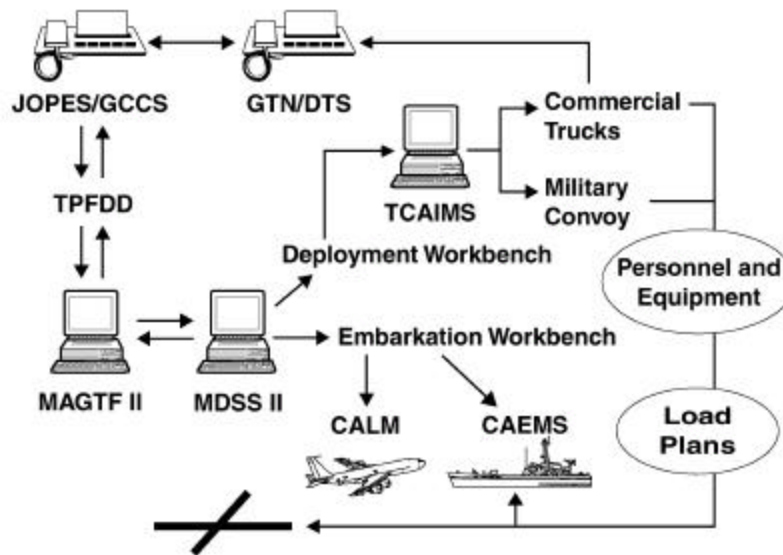 JOPES/GCCS
GTN/DTS
Commercial
Trucks
TPFDD
TCAIMS
Military
Convoy
Deployment Workbench
Personnel and
Equipment
Embarkation Workbench
MAGTF II
MDSS II
CALM
CAEMS
Load
Plans